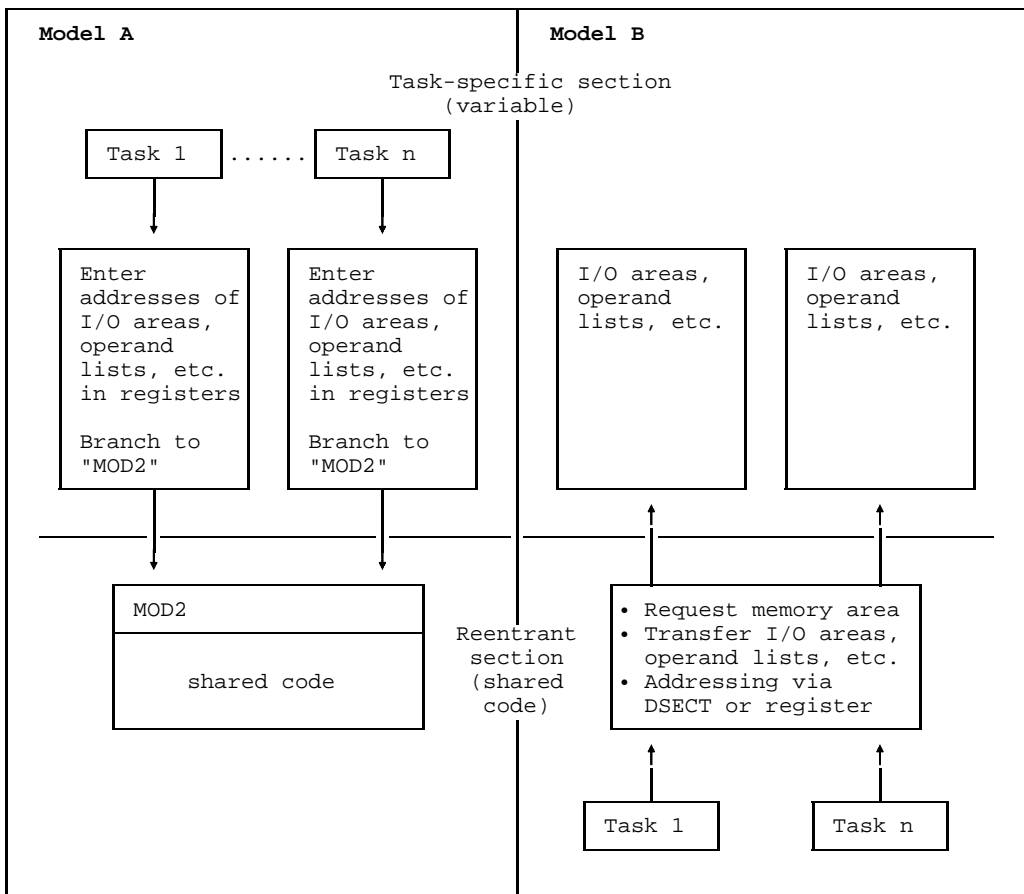 Model A
Model B
Task-specific section
(variable)
Task 1
......
Task n
Enter
addresses of
I/O areas,
operand
lists, etc.
in registers
Branch to
"MOD2"
Enter
addresses of
I/O areas,
operand
lists, etc.
in registers
Branch to
"MOD2"
I/O areas,
operand
lists, etc.
I/O areas,
operand
lists, etc.
MOD2
shared code
Reentrant
section
(shared
code)
• Request memory area
• Transfer I/O areas,
operand lists, etc.
• Addressing via
DSECT or register
Task 1
Task n